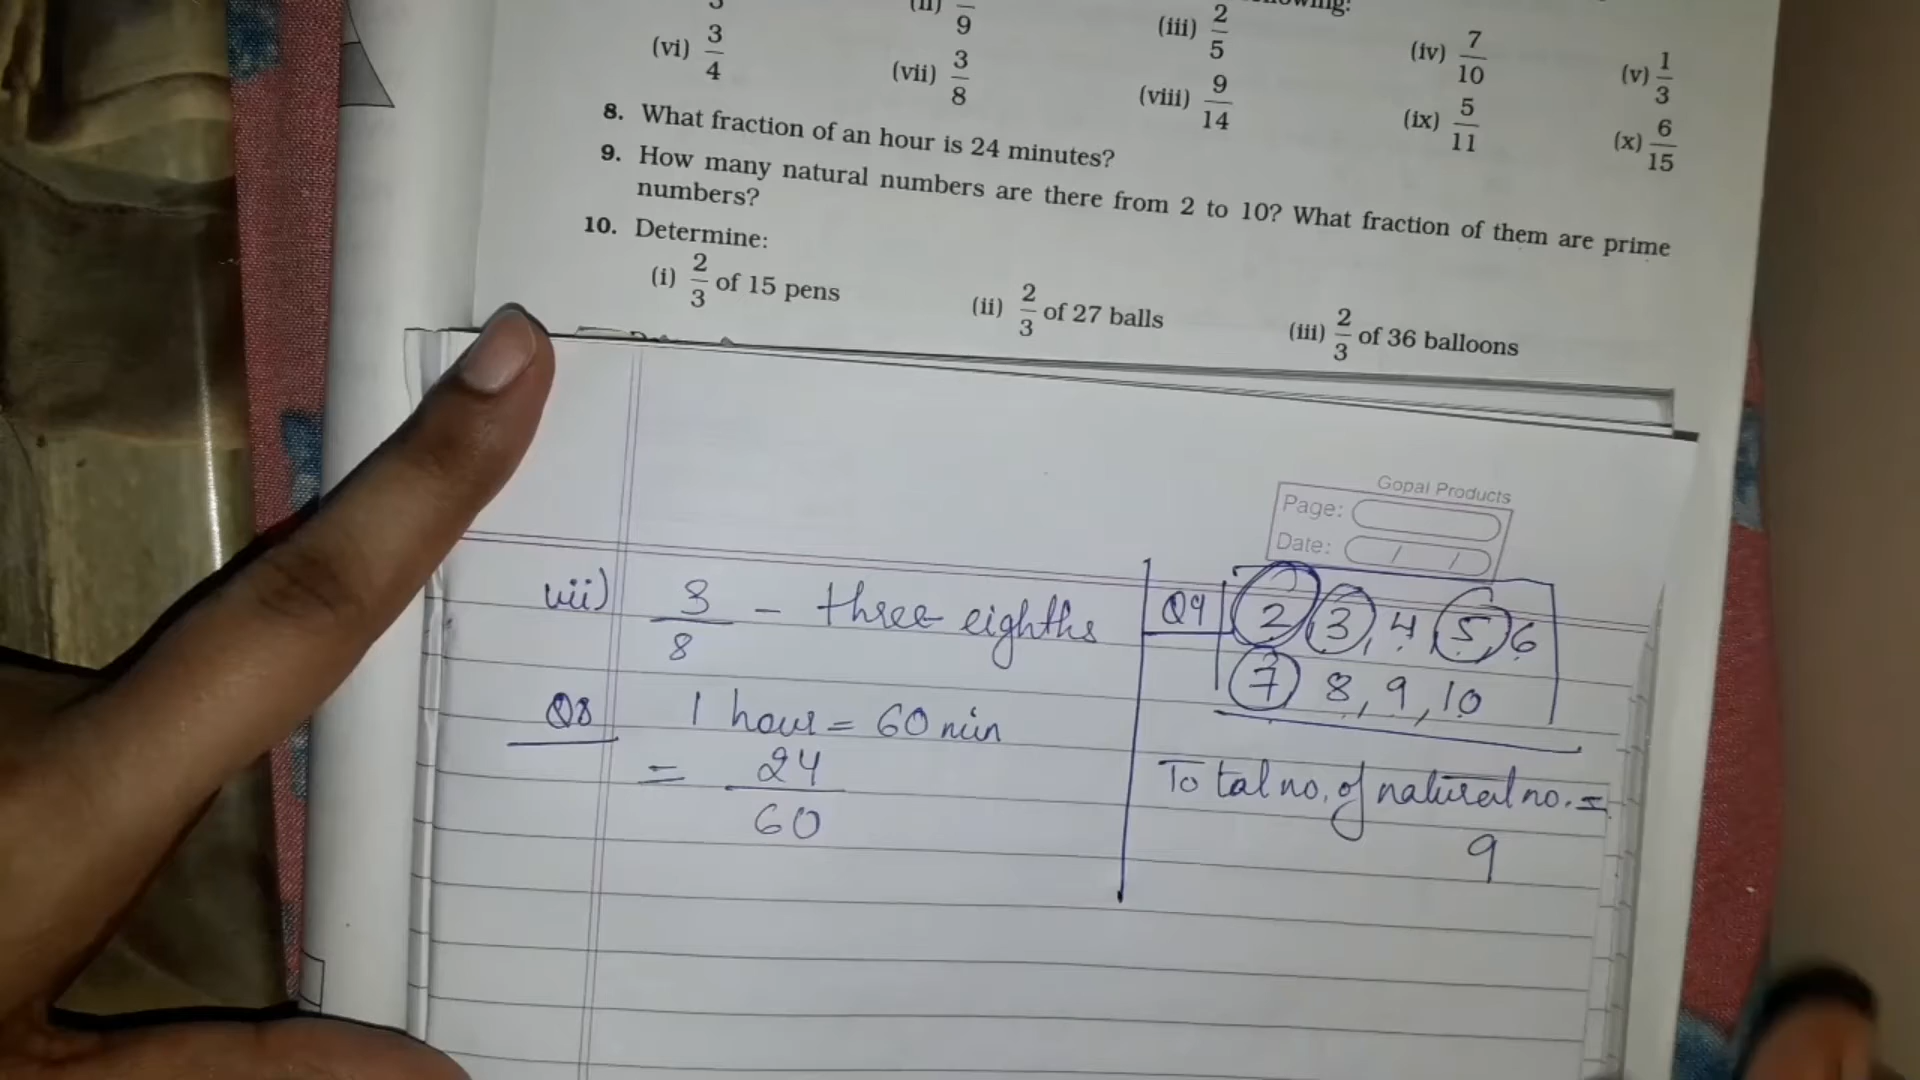 (ii) 9 (iii) 2/5 (iv) 7/10 (v) 1/3
(vi) 3/4 (vii) 3/8 (viii) 9/14 (ix) 5/11 (x) 6/15
8. What fraction of an hour is 24 minutes?
9. How many natural numbers are there from 2 to 10? What fraction of them are prime
numbers?
10. Determine:
(i) 2/3 of 15 pens (ii) 2/3 of 27 balls (iii) 2/3 of 36 balloons
Gopal Products
Page:
Date: / /
vii) 3/8 - three eighths
Q8 1 hour = 60 min
= 24/60
Q9 2 3, 4, 5, 6
7 8, 9, 10
Total no. of natural no. =
9